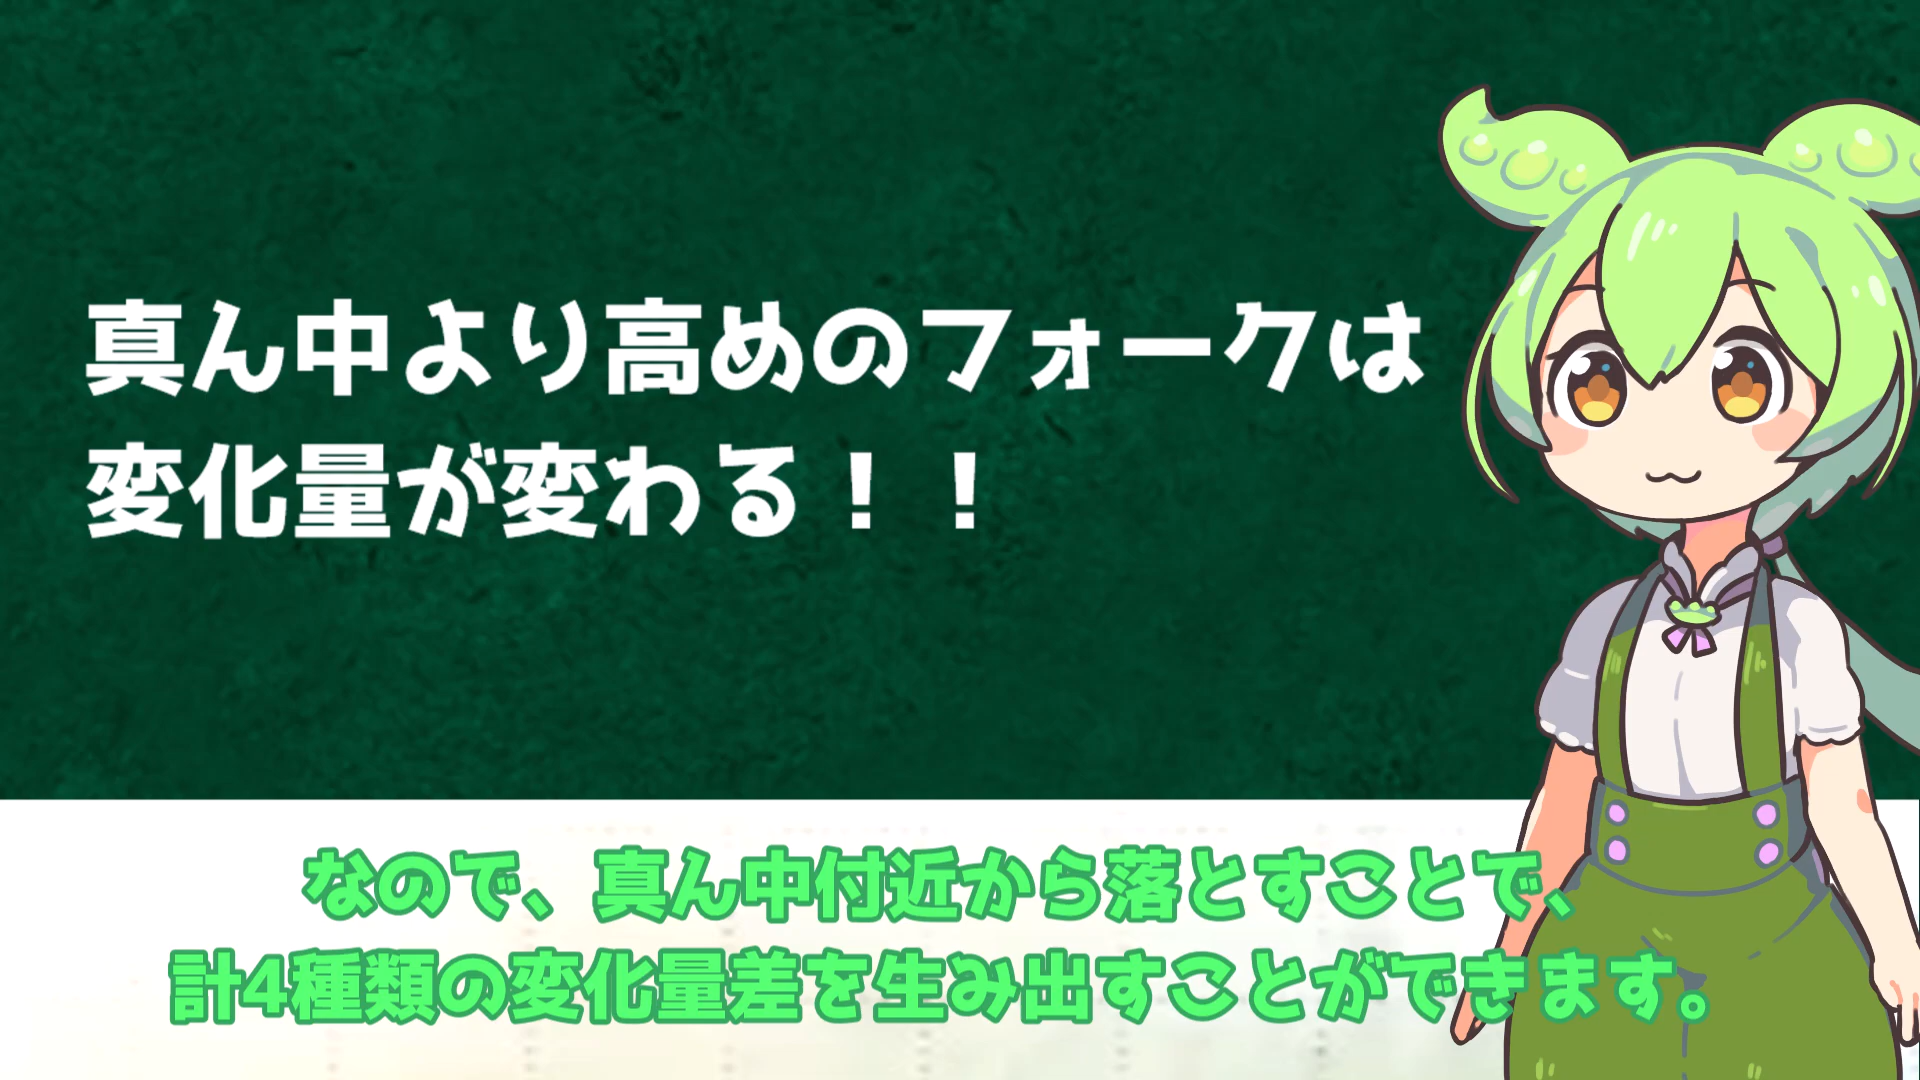 真ん中より高めのフォークは
変化量が変わる！！
なので、真ん中付近から落とすことで、
計4種類の変化量差を生み出すことができます。